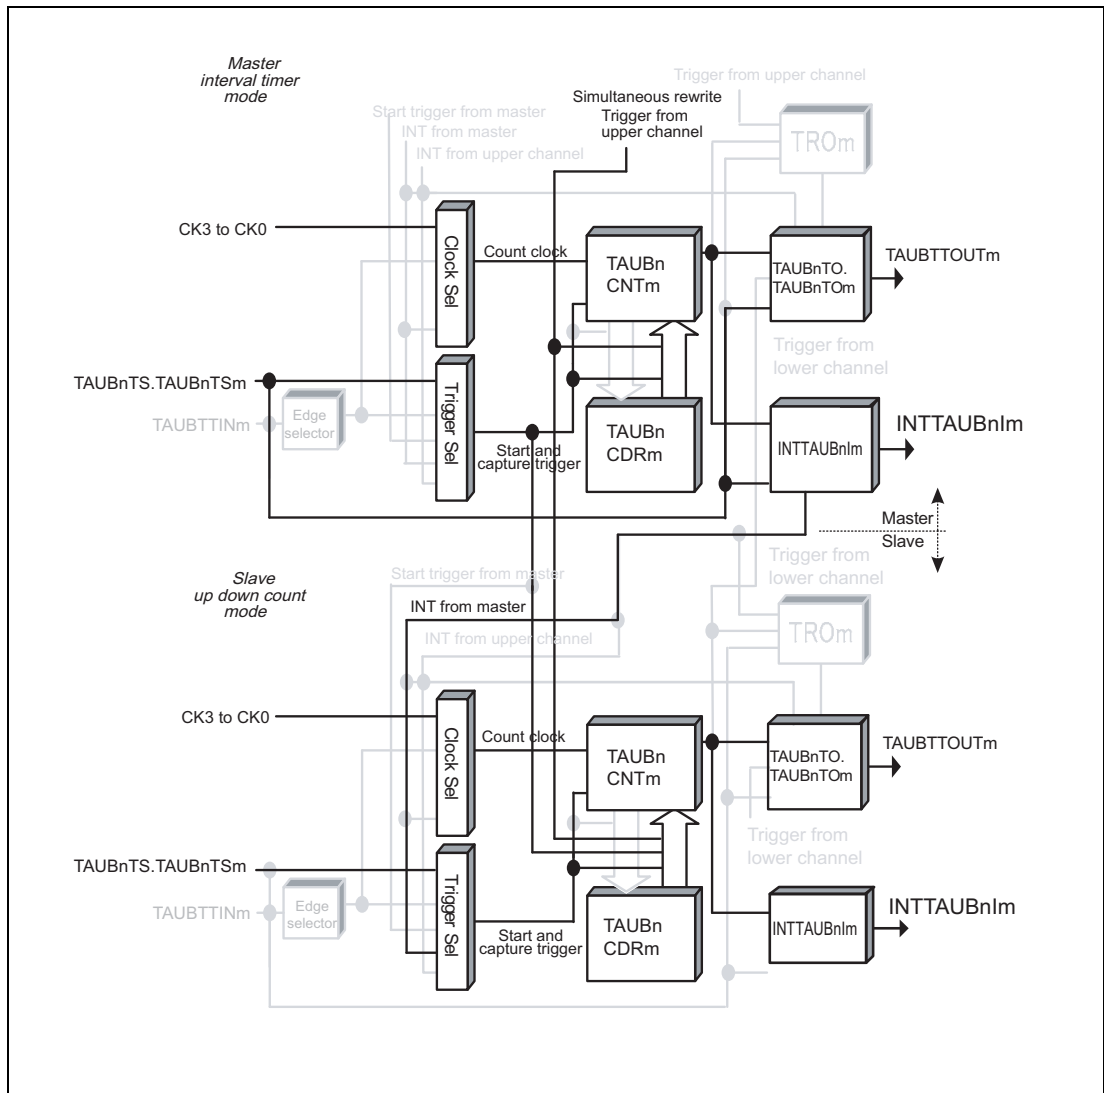 Master
interval timer
mode
Trigger from upper channel
Simultaneous rewrite
Trigger from
upper channel
Start trigger from master
INT from master
INT from upper channel
TROm
CK3 to CK0
Clock Sel
Count clock
TAUBn
CNTm
TAUBnTO.
TAUBnTOm
TAUBTTOUTm
Trigger from
lower channel
TAUBnTS.TAUBnTSm
TAUBTTINm
Edge
selector
Trigger Sel
Start and
capture trigger
TAUBn
CDRm
INTTAUBnIm
INTTAUBnIm
Master
Slave
Slave
up down count
mode
Start trigger from master
INT from master
INT from upper channel
Trigger from
lower channel
TROm
CK3 to CK0
Clock Sel
Count clock
TAUBn
CNTm
TAUBnTO.
TAUBnTOm
TAUBTTOUTm
Trigger from
lower channel
TAUBnTS.TAUBnTSm
TAUBTTINm
Edge
selector
Trigger Sel
Start and
capture trigger
TAUBn
CDRm
INTTAUBnIm
INTTAUBnIm